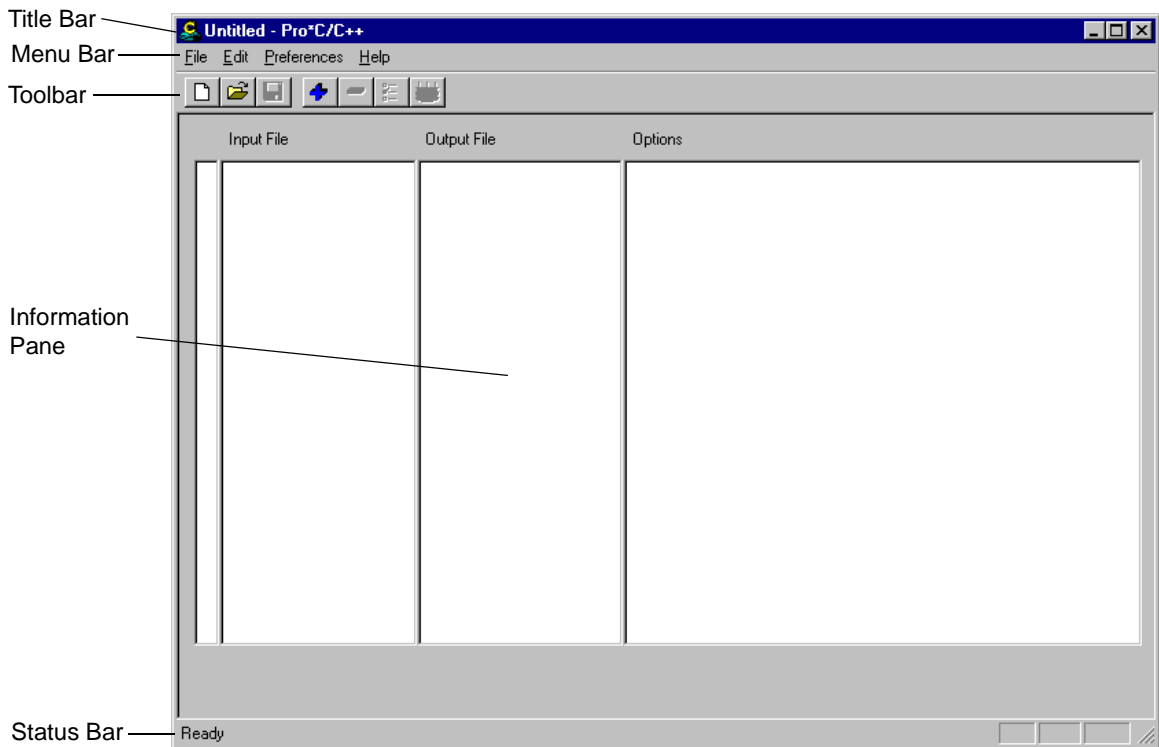 Title Bar
Untitled - Pro*C/C++
Menu Bar
File Edit Preferences Help
Toolbar
Input File Output File Options
Information
Pane
Status Bar
Ready